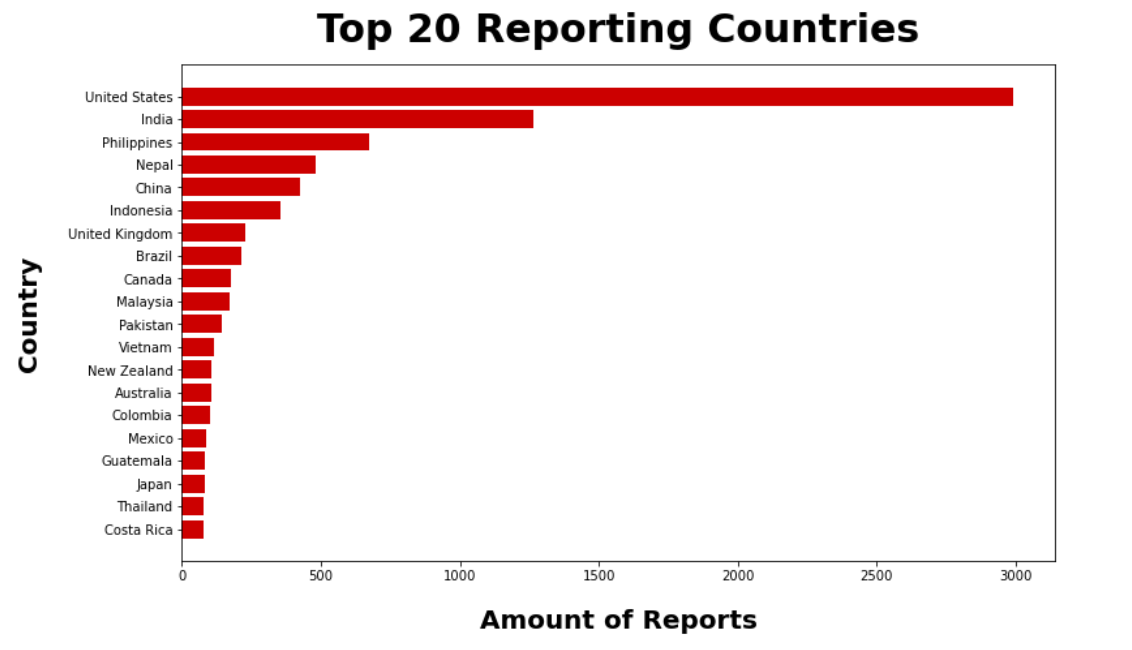 Top 20 Reporting Countries
United States
India
Philippines
Nepal
China
Indonesia
United Kingdom
Brazil
Canada
Malaysia
Pakistan
Vietnam
New Zealand
Australia
Colombia
Mexico
Guatemala
Japan
Thailand
Costa Rica
Country
0 500 1000 1500 2000 2500 3000
Amount of Reports